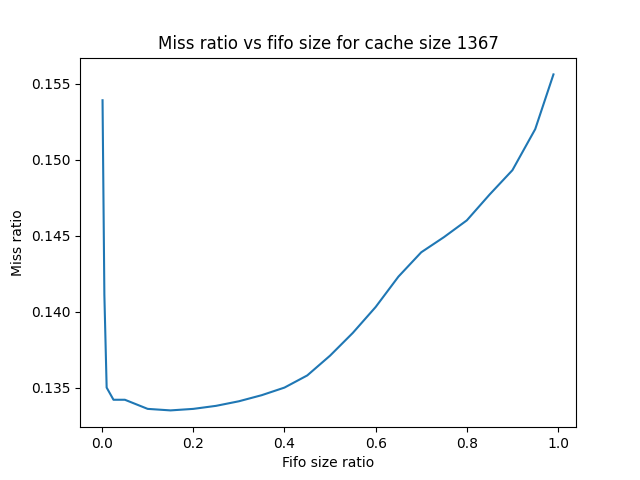 Miss ratio vs fifo size for cache size 1367
0.155
0.150
0.145
0.140
0.135
Miss ratio
0.0 0.2 0.4 0.6 0.8 1.0
Fifo size ratio